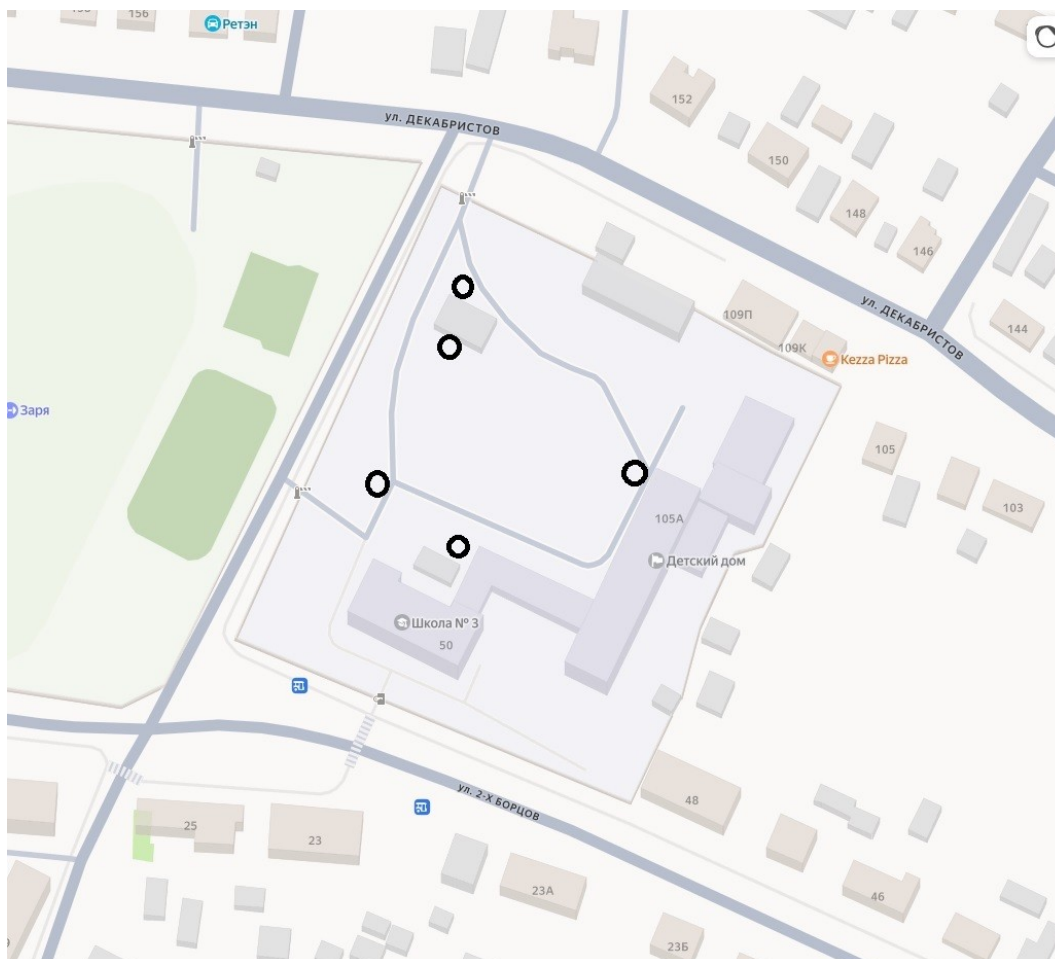 156
Ретэн
ул. ДЕКАБРИСТОВ
152
150
148
146
ул. ДЕКАБРИСТОВ
144
109П
109К
Kezza Pizza
Заря
105
103
105А
Детский дом
Школа № 3
50
ул. 2-Х БОРЦОВ
48
25
23
23А
46
23Б